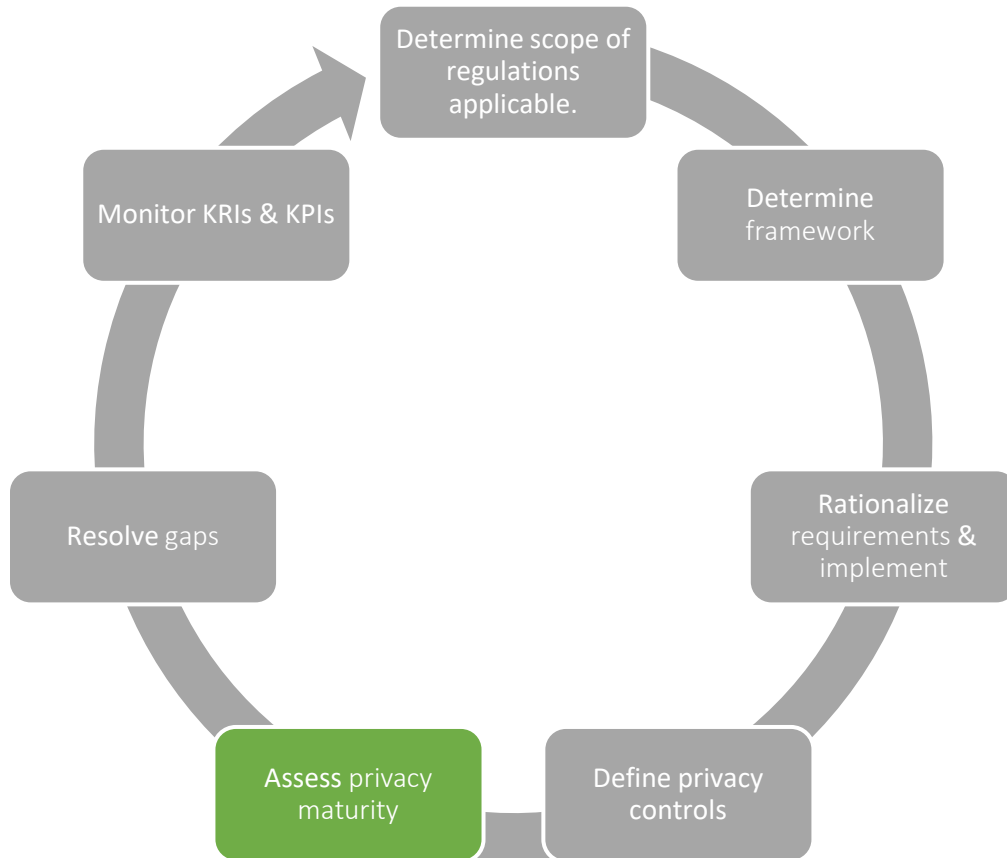 Determine scope of
regulations
applicable.
Determine
framework
Rationalize
requirements &
implement
Define privacy
controls
Assess privacy
maturity
Resolve gaps
Monitor KRIs & KPIs